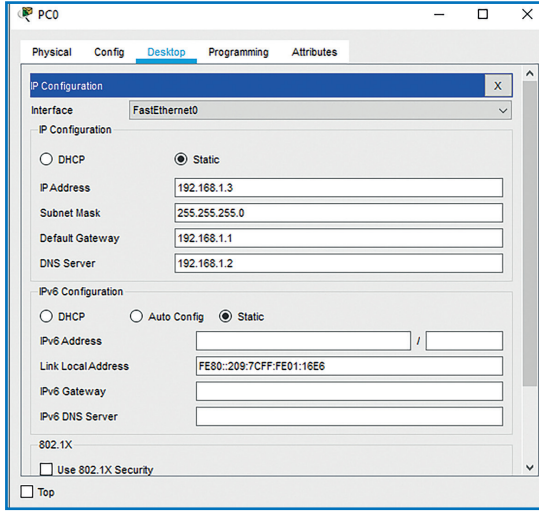 PC0
Physical Config Desktop Programming Attributes
IP Configuration X
Interface FastEthernet0
IP Configuration
DHCP Static
IP Address 192.168.1.3
Subnet Mask 255.255.255.0
Default Gateway 192.168.1.1
DNS Server 192.168.1.2
IPv6 Configuration
DHCP Auto Config Static
IPv6 Address /
Link Local Address FE80::209:7CFF:FE01:16E6
IPv6 Gateway
IPv6 DNS Server
802.1X
Use 802.1X Security
Top